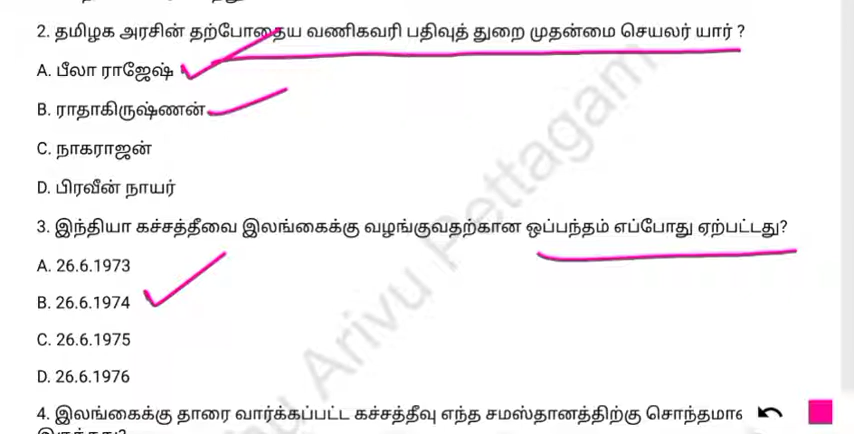 2. தமிழக அரசின் தற்போதைய வணிகவரி பதிவுத் துறை முதன்மை செயலர் யார் ?
A. பீலா ராஜேஷ்
B. ராதாகிருஷ்ணன்
C. நாகராஜன்
D. பிரவீன் நாயர்
3. இந்தியா கச்சத்தீவை இலங்கைக்கு வழங்குவதற்கான ஒப்பந்தம் எப்போது ஏற்பட்டது?
A. 26.6.1973
B. 26.6.1974
C. 26.6.1975
D. 26.6.1976
4. இலங்கைக்கு தாரை வார்க்கப்பட்ட கச்சத்தீவு எந்த சமஸ்தானத்திற்கு
Arivu Pettagam